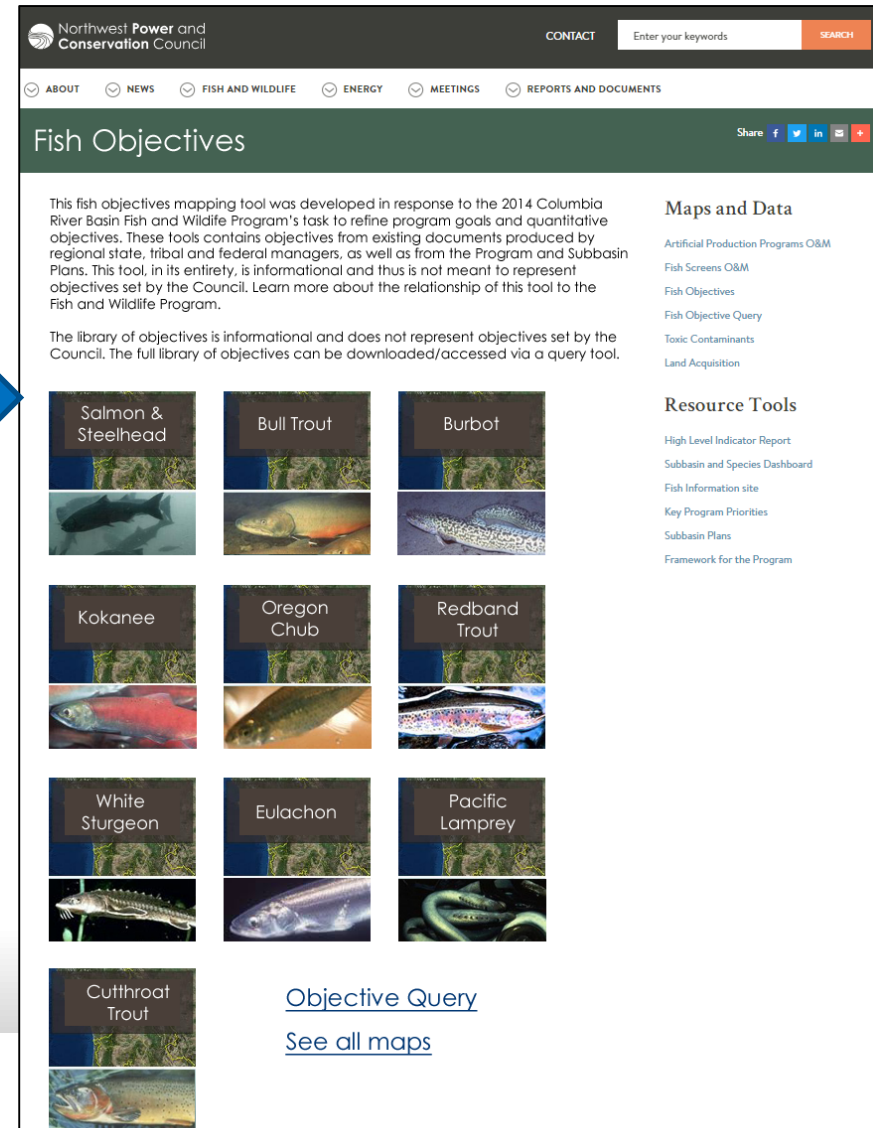 Northwest Power and
Conservation Council
CONTACT
Enter your keywords
SEARCH
ABOUT
NEWS
FISH AND WILDLIFE
ENERGY
MEETINGS
REPORTS AND DOCUMENTS
Fish Objectives
Share
This fish objectives mapping tool was developed in response to the 2014 Columbia
River Basin Fish and Wildife Program's task to refine program goals and quantitative
objectives. These tools contains objectives from existing documents produced by
regional state, tribal and federal managers, as well as from the Program and Subbasin
Plans. This tool, in its entirety, is informational and thus is not meant to represent
objectives set by the Council. Learn more about the relationship of this tool to the
Fish and Wildlife Program.
The library of objectives is informational and does not represent objectives set by the
Council. The full library of objectives can be downloaded/accessed via a query tool.
Salmon &
Steelhead
Bull Trout
Burbot
Kokanee
Oregon
Chub
Redband
Trout
White
Sturgeon
Eulachon
Pacific
Lamprey
Cutthroat
Trout
Objective Query
See all maps
Maps and Data
Artificial Production Programs O&M
Fish Screens O&M
Fish Objectives
Fish Objective Query
Toxic Contaminants
Land Acquisition
Resource Tools
High Level Indicator Report
Subbasin and Species Dashboard
Fish Information site
Key Program Priorities
Subbasin Plans
Framework for the Program